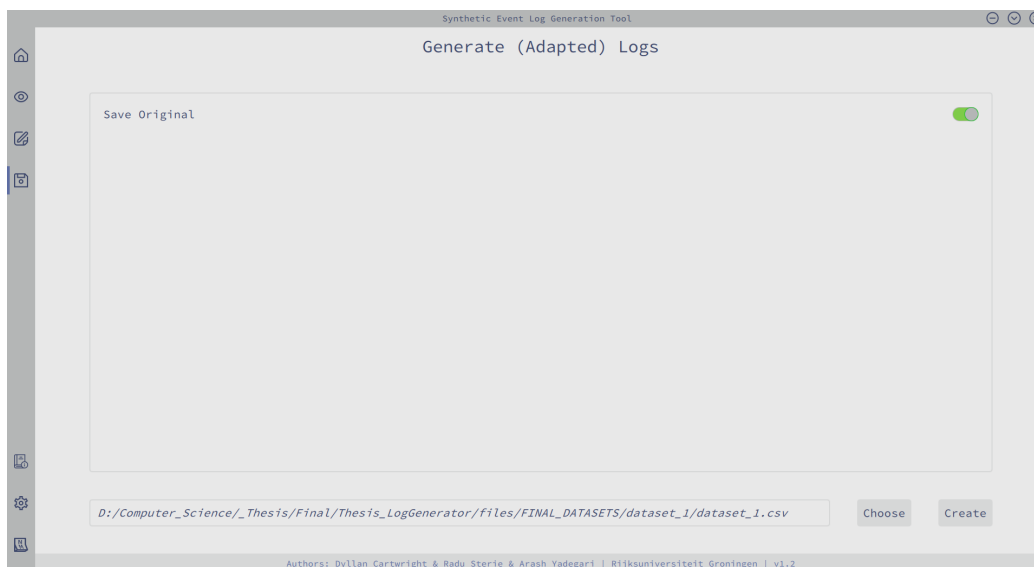 Synthetic Event Log Generation Tool
Generate (Adapted) Logs
Save Original
D:/Computer_Science/_Thesis/Final/Thesis_LogGenerator/files/FINAL_DATASETS/dataset_1/dataset_1.csv
Choose
Create
Authors: Dyllan Cartwright & Radu Sterie & Arash Yadegari | Rijksuniversiteit Groningen | v1.2